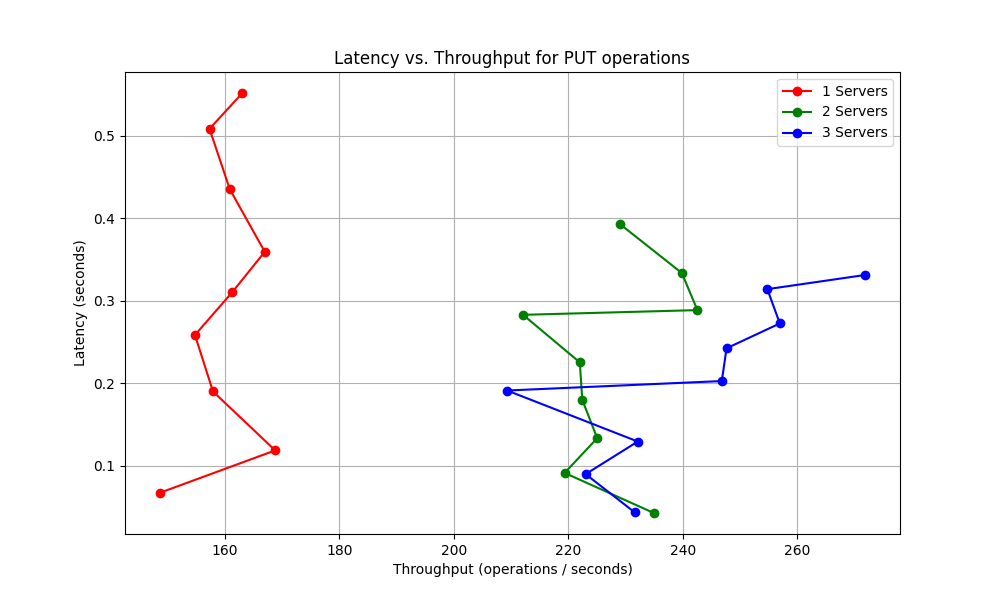 Latency vs. Throughput for PUT operations
1 Servers
2 Servers
3 Servers
Latency (seconds)
0.5
0.4
0.3
0.2
0.1
160 180 200 220 240 260
Throughput (operations / seconds)